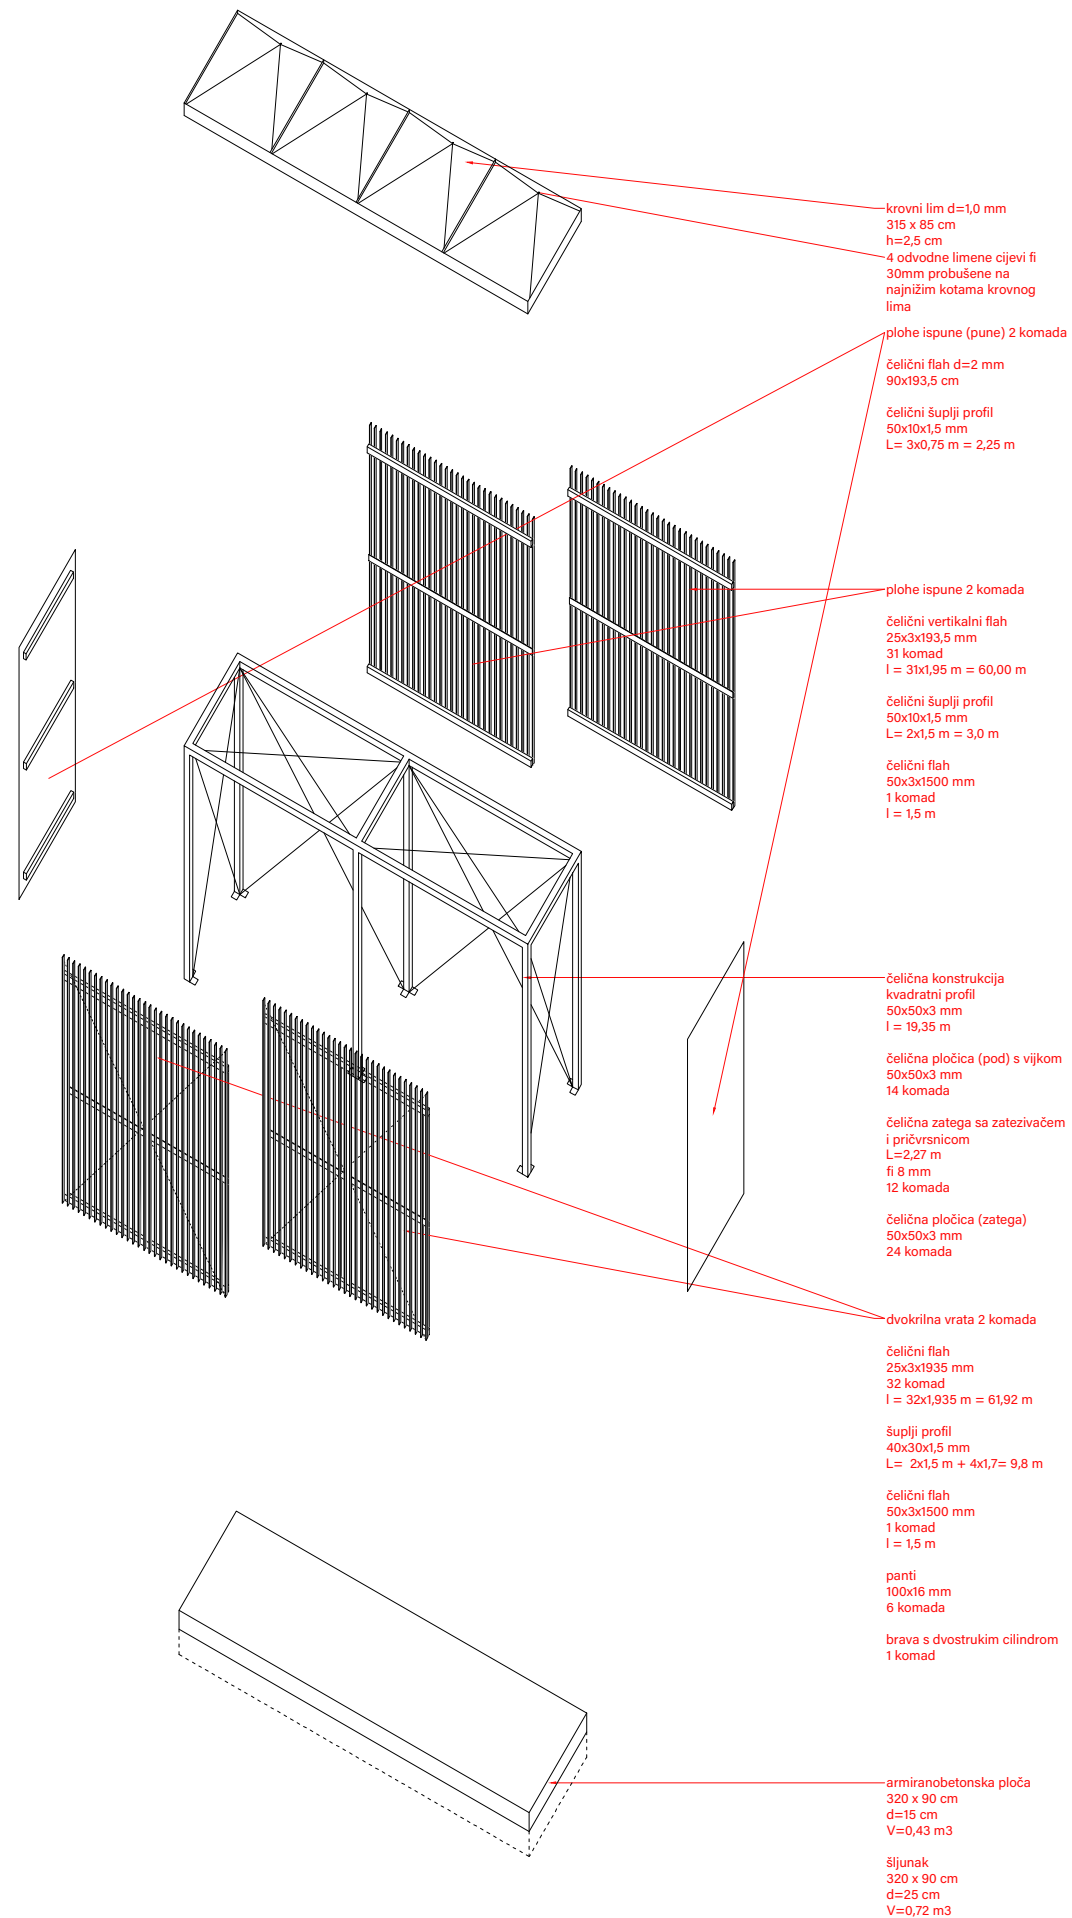 krovni lim d=1,0 mm
315 x 85 cm
h=2,5 cm
4 odvodne limene cijevi fi
30mm probušene na
najnižim kotama krovnog
lima
plohe ispune (pune) 2 komada
čelični flah d=2 mm
90x193,5 cm
čelični šuplji profil
50x10x1,5 mm
L= 3x0,75 m = 2,25 m
plohe ispune 2 komada
čelični vertikalni flah
25x3x193,5 mm
31 komad
l = 31x1,95 m = 60,00 m
čelični šuplji profil
50x10x1,5 mm
L= 2x1,5 m = 3,0 m
čelični flah
50x3x1500 mm
1 komad
l = 1,5 m
čelična konstrukcija
kvadratni profil
50x50x3 mm
l = 19,35 m
čelična pločica (pod) s vijkom
50x50x3 mm
14 komada
čelična zatega sa zatezivačem
i pričvrsnicom
L=2,27 m
fi 8 mm
12 komada
čelična pločica (zatega)
50x50x3 mm
24 komada
dvokrilna vrata 2 komada
čelični flah
25x3x1935 mm
32 komad
l = 32x1,935 m = 61,92 m
šuplji profil
40x30x1,5 mm
L=  2x1,5 m + 4x1,7= 9,8 m
čelični flah
50x3x1500 mm
1 komad
l = 1,5 m
panti
100x16 mm
6 komada
brava s dvostrukim cilindrom
1 komad
armiranobetonska ploča
320 x 90 cm
d=15 cm
V=0,43 m3
šljunak
320 x 90 cm
d=25 cm
V=0,72 m3